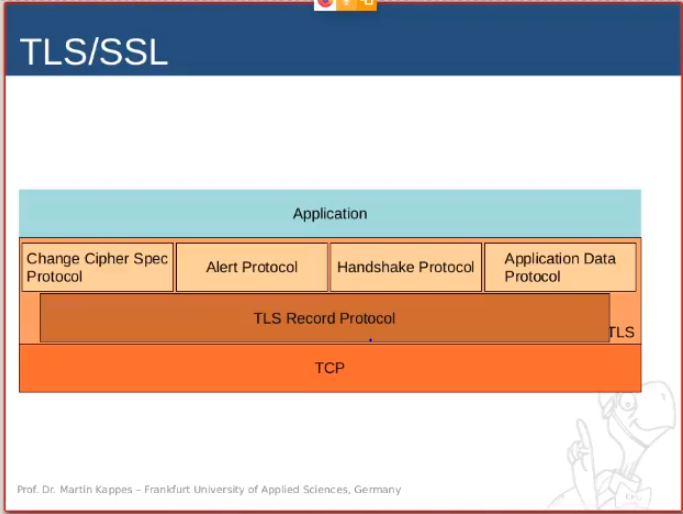 TLS/SSL
Application
Change Cipher Spec
Protocol
Alert Protocol
Handshake Protocol
Application Data
Protocol
TLS Record Protocol
TLS
TCP
Prof. Dr. Martin Kappes – Frankfurt University of Applied Sciences, Germany